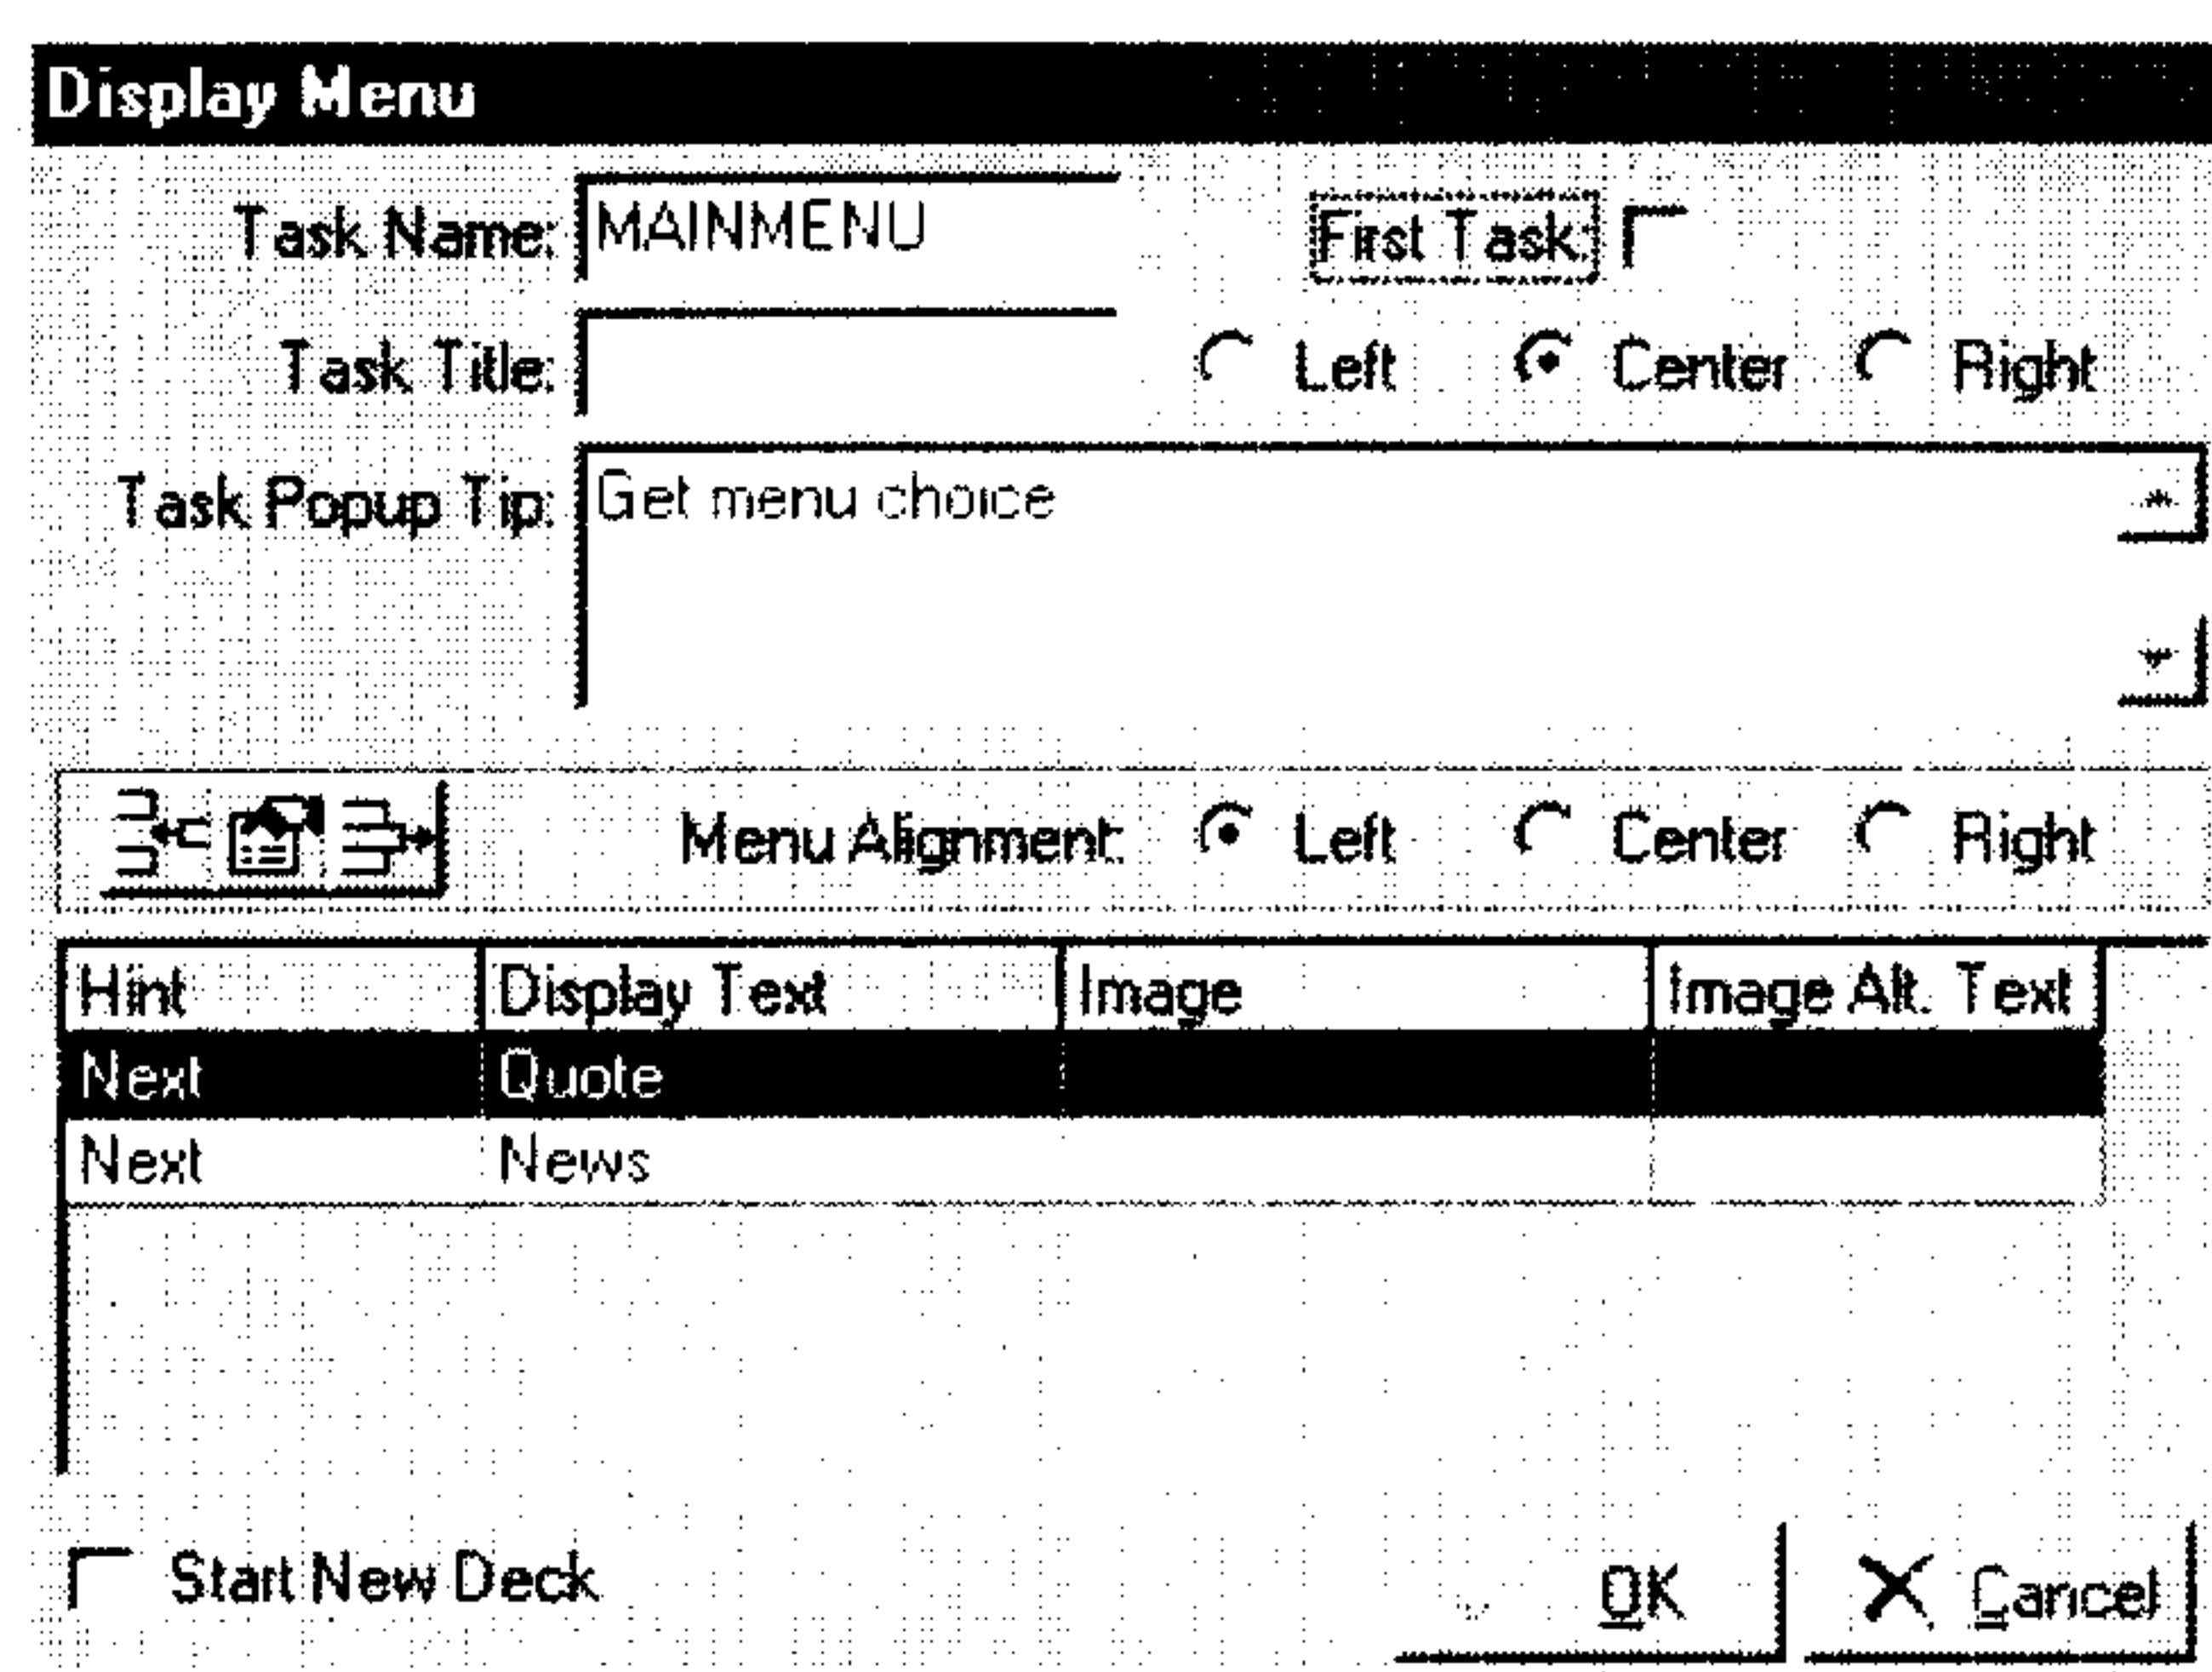 Display Menu
Task Name: MAINMENU First Task:
Task Title: Left Center Right
Task Popup Tip: Get menu choice
Menu Alignment: Left Center Right
Hint Display Text Image Image Alt. Text
Next Quote
Next News
Start New Deck OK Cancel